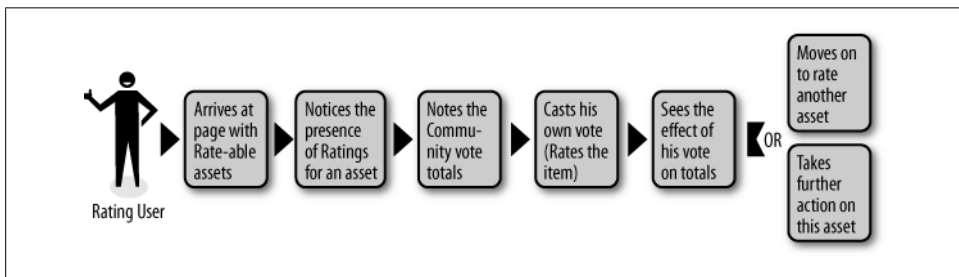 Rating User
Arrives at
page with
Rate-able
assets
Notices the
presence
of Ratings
for an asset
Notes the
Commu-
nity vote
totals
Casts his
own vote
(Rates the
item)
Sees the
effect of
his vote
on totals
OR
Moves on
to rate
another
asset
Takes
further
action on
this asset